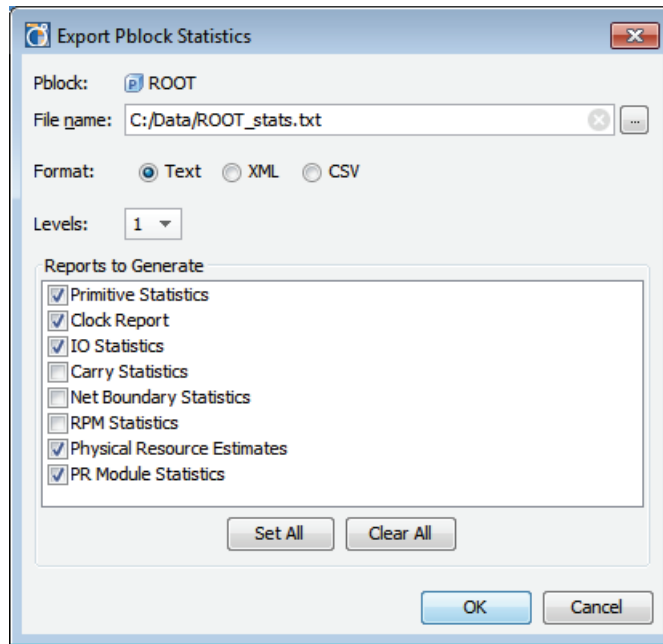 Export Pblock Statistics
Pblock: P ROOT
File name: C:/Data/ROOT_stats.txt ...
Format: Text XML CSV
Levels: 1
Reports to Generate
Primitive Statistics
Clock Report
IO Statistics
Carry Statistics
Net Boundary Statistics
RPM Statistics
Physical Resource Estimates
PR Module Statistics
Set All Clear All
OK Cancel